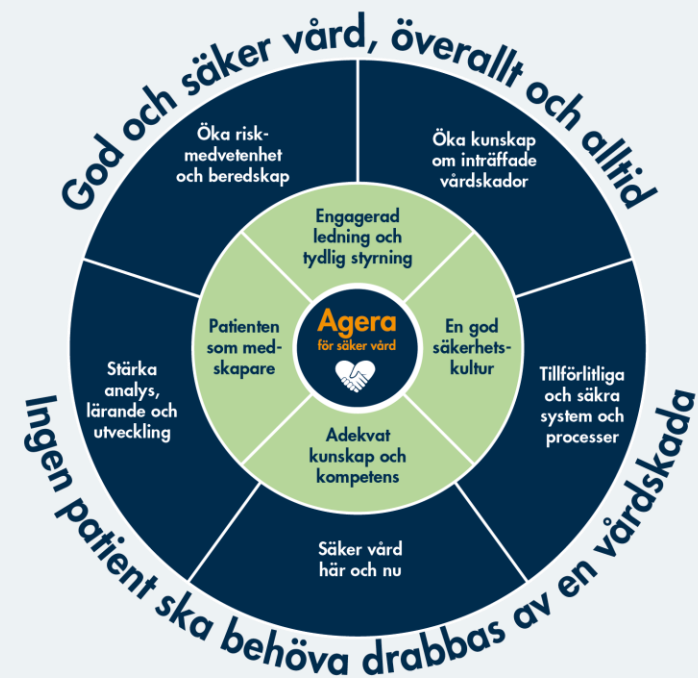 God och säker vård, överallt och alltid
Öka risk-
medvetenhet
och beredskap
Öka kunskap
om inträffade
vårdskador
Engagerad
ledning och
tydlig styrning
Patienten
som med-
skapare
Agera
för säker vård
En god
säkerhets-
kultur
Stärka
analys,
lärande och
utveckling
Tillförlitliga
och säkra
system och
processer
Adekvat
kunskap och
kompetens
Säker vård
här och nu
Ingen patient ska behöva drabbas av en vårdskada